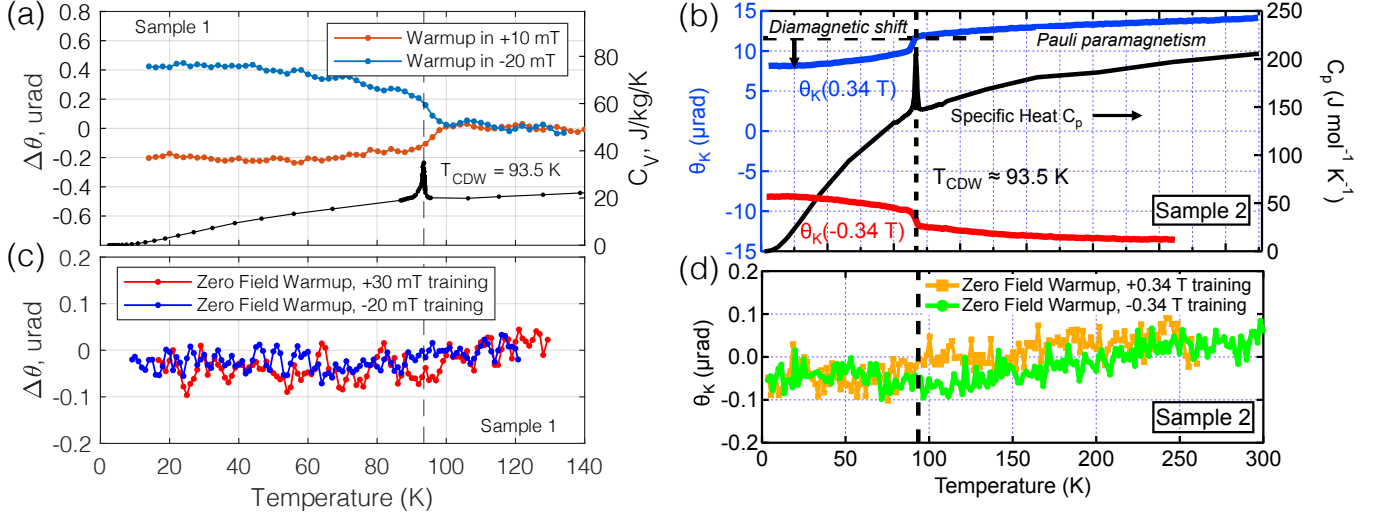 (a)
Sample 1
0.8
0.6
0.4
0.2
0
-0.2
-0.4
-0.6
Δθ, urad
Warmup in +10 mT
Warmup in -20 mT
T_CDW = 93.5 K
80
60
40
20
0
C_V, J/kg/K
(b)
15
10
5
0
-5
-10
-15
θ_K (μrad)
Diamagnetic shift
Pauli paramagnetism
θ_K(0.34 T)
Specific Heat C_p
T_CDW ≈ 93.5 K
θ_K(-0.34 T)
Sample 2
250
200
150
100
50
0
C_p (J mol⁻¹ K⁻¹)
(c)
0.1
0
-0.1
0.2
Δθ, urad
Zero Field Warmup, +30 mT training
Zero Field Warmup, -20 mT training
Sample 1
0 20 40 60 80 100 120 140
Temperature (K)
(d)
0.2
0.1
0.0
-0.1
-0.2
θ_K (μrad)
Zero Field Warmup, +0.34 T training
Zero Field Warmup, -0.34 T training
Sample 2
0 50 100 150 200 250 300
Temperature (K)